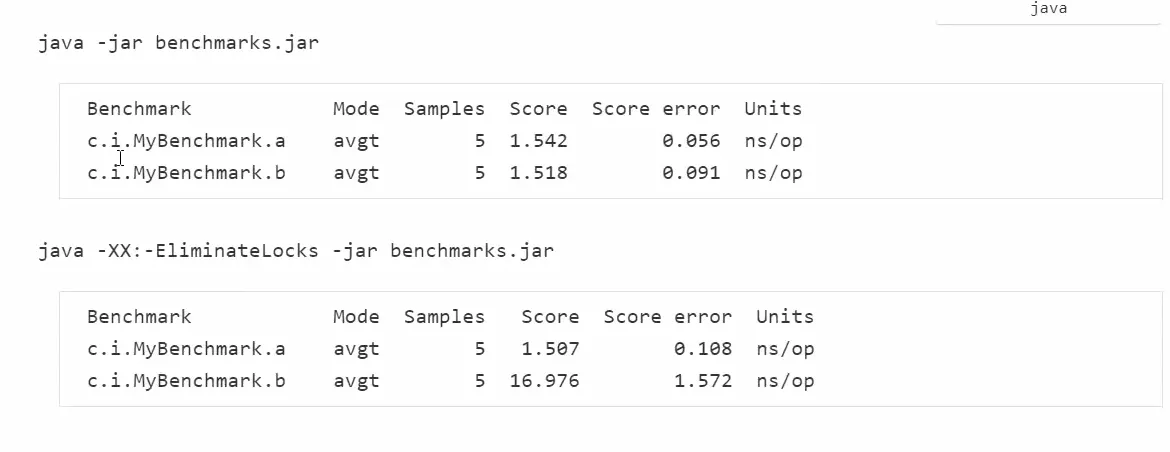 java
java -jar benchmarks.jar
Benchmark Mode Samples Score Score error Units
c.i.MyBenchmark.a avgt 5 1.542 0.056 ns/op
c.i.MyBenchmark.b avgt 5 1.518 0.091 ns/op
java -XX:-EliminateLocks -jar benchmarks.jar
Benchmark Mode Samples Score Score error Units
c.i.MyBenchmark.a avgt 5 1.507 0.108 ns/op
c.i.MyBenchmark.b avgt 5 16.976 1.572 ns/op